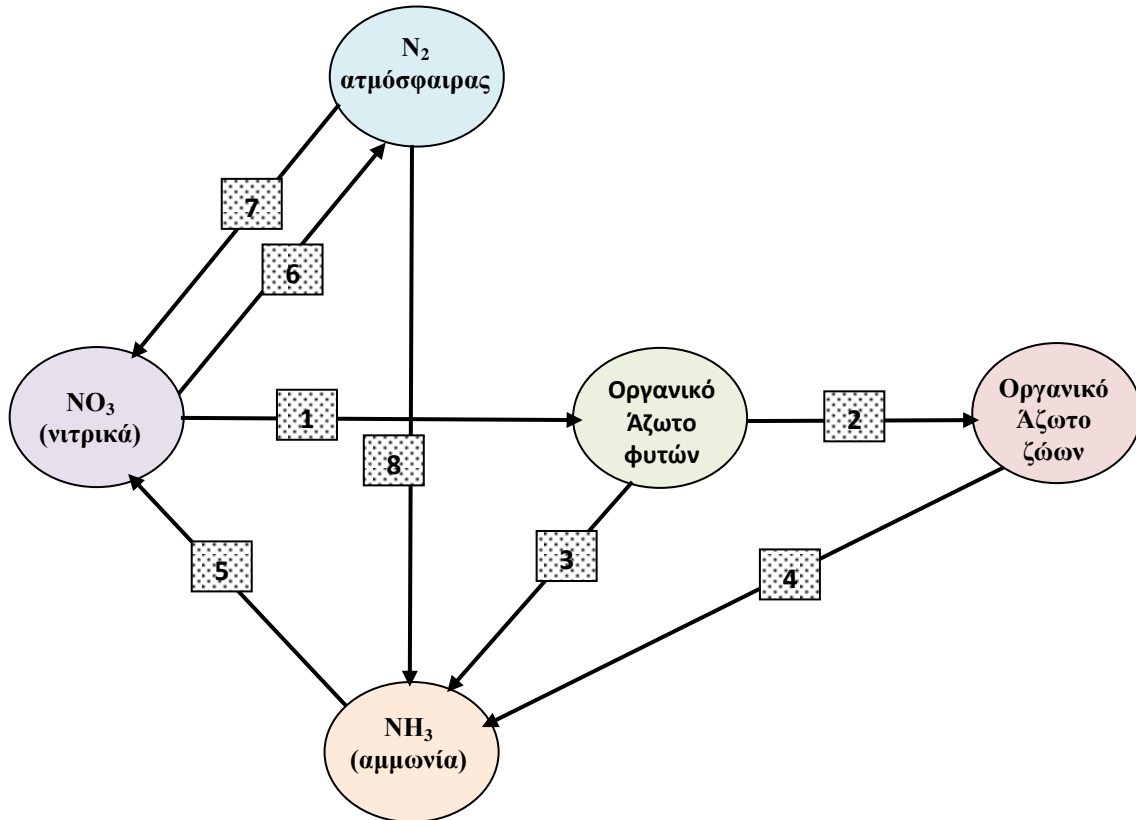 N₂
ατμόσφαιρας
7
6
NO₃
(νιτρικά)
1
Οργανικό
Άζωτο
φυτών
2
Οργανικό
Άζωτο
ζώων
8
3
5
4
NH₃
(αμμωνία)